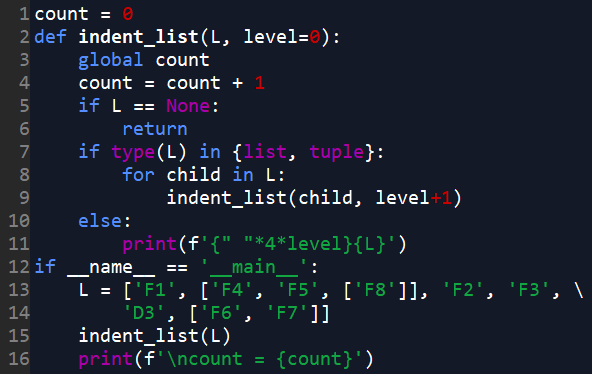 1 count = 0
2 def indent_list(L, level=0):
3     global count
4     count = count + 1
5     if L == None:
6         return
7     if type(L) in {list, tuple}:
8         for child in L:
9             indent_list(child, level+1)
10     else:
11         print(f'{" "*4*level}{L}')
12 if __name__ == '__main__':
13     L = ['F1', ['F4', 'F5', ['F8']], 'F2', 'F3', \
14         'D3', ['F6', 'F7']]
15     indent_list(L)
16     print(f'\ncount = {count}')